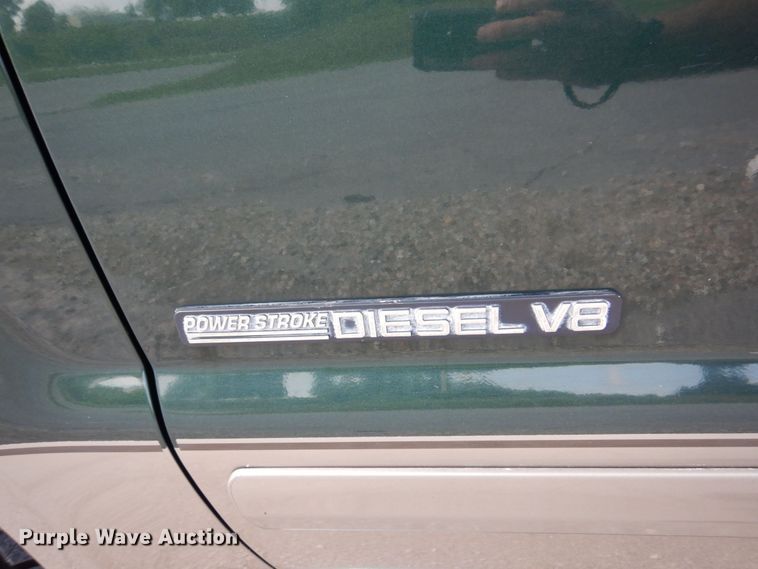 POWER STROKE DIESEL V8
Purple Wave Auction